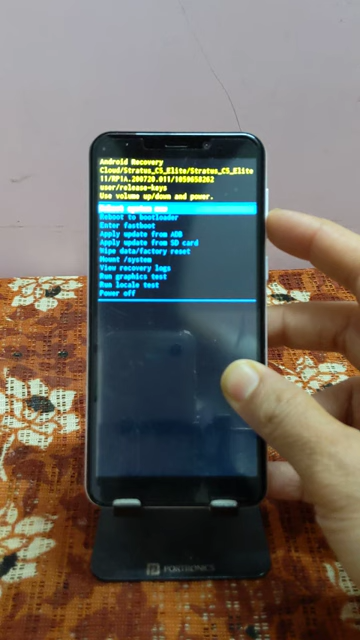 Android Recovery
Cloud/Stratus_C5_Elite/Stratus_C5_Elite
11/RP1A.200720.011/1059058262
user/release-keys
Use volume up/down and power.
Reboot system now
Reboot to bootloader
Enter fastboot
Apply update from ADB
Apply update from SD card
Wipe data/factory reset
Mount /system
View recovery logs
Run graphics test
Run locale test
Power off
PORTRONICS